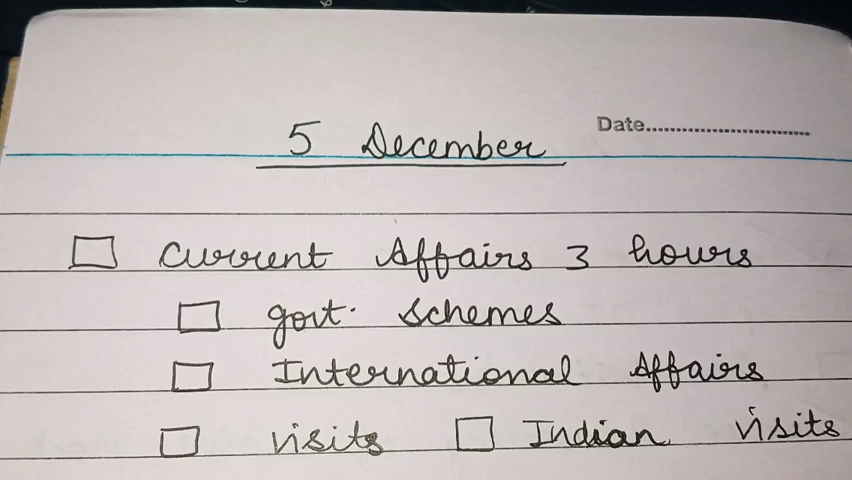 Date
5 December
☐ Current Affairs 3 hours
☐ govt. schemes
☐ International Affairs
☐ visits ☐ Indian visits